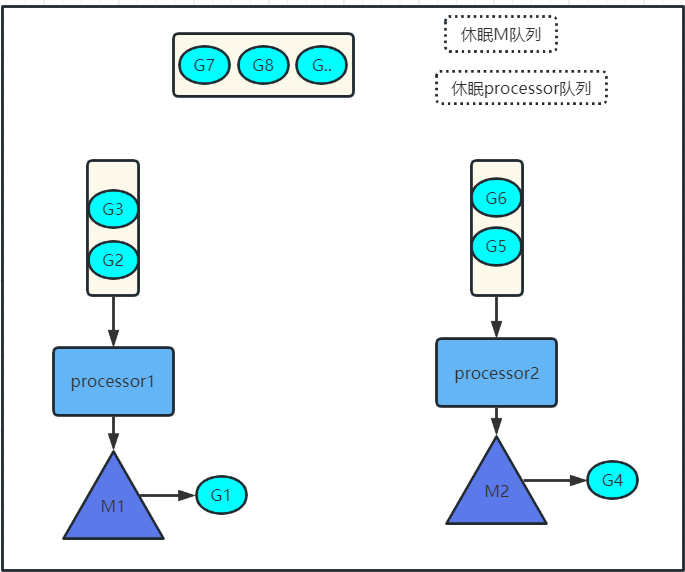 休眠M队列
G7 G8 G..
休眠processor队列
G3
G2
G6
G5
processor1
processor2
M1
G1
M2
G4